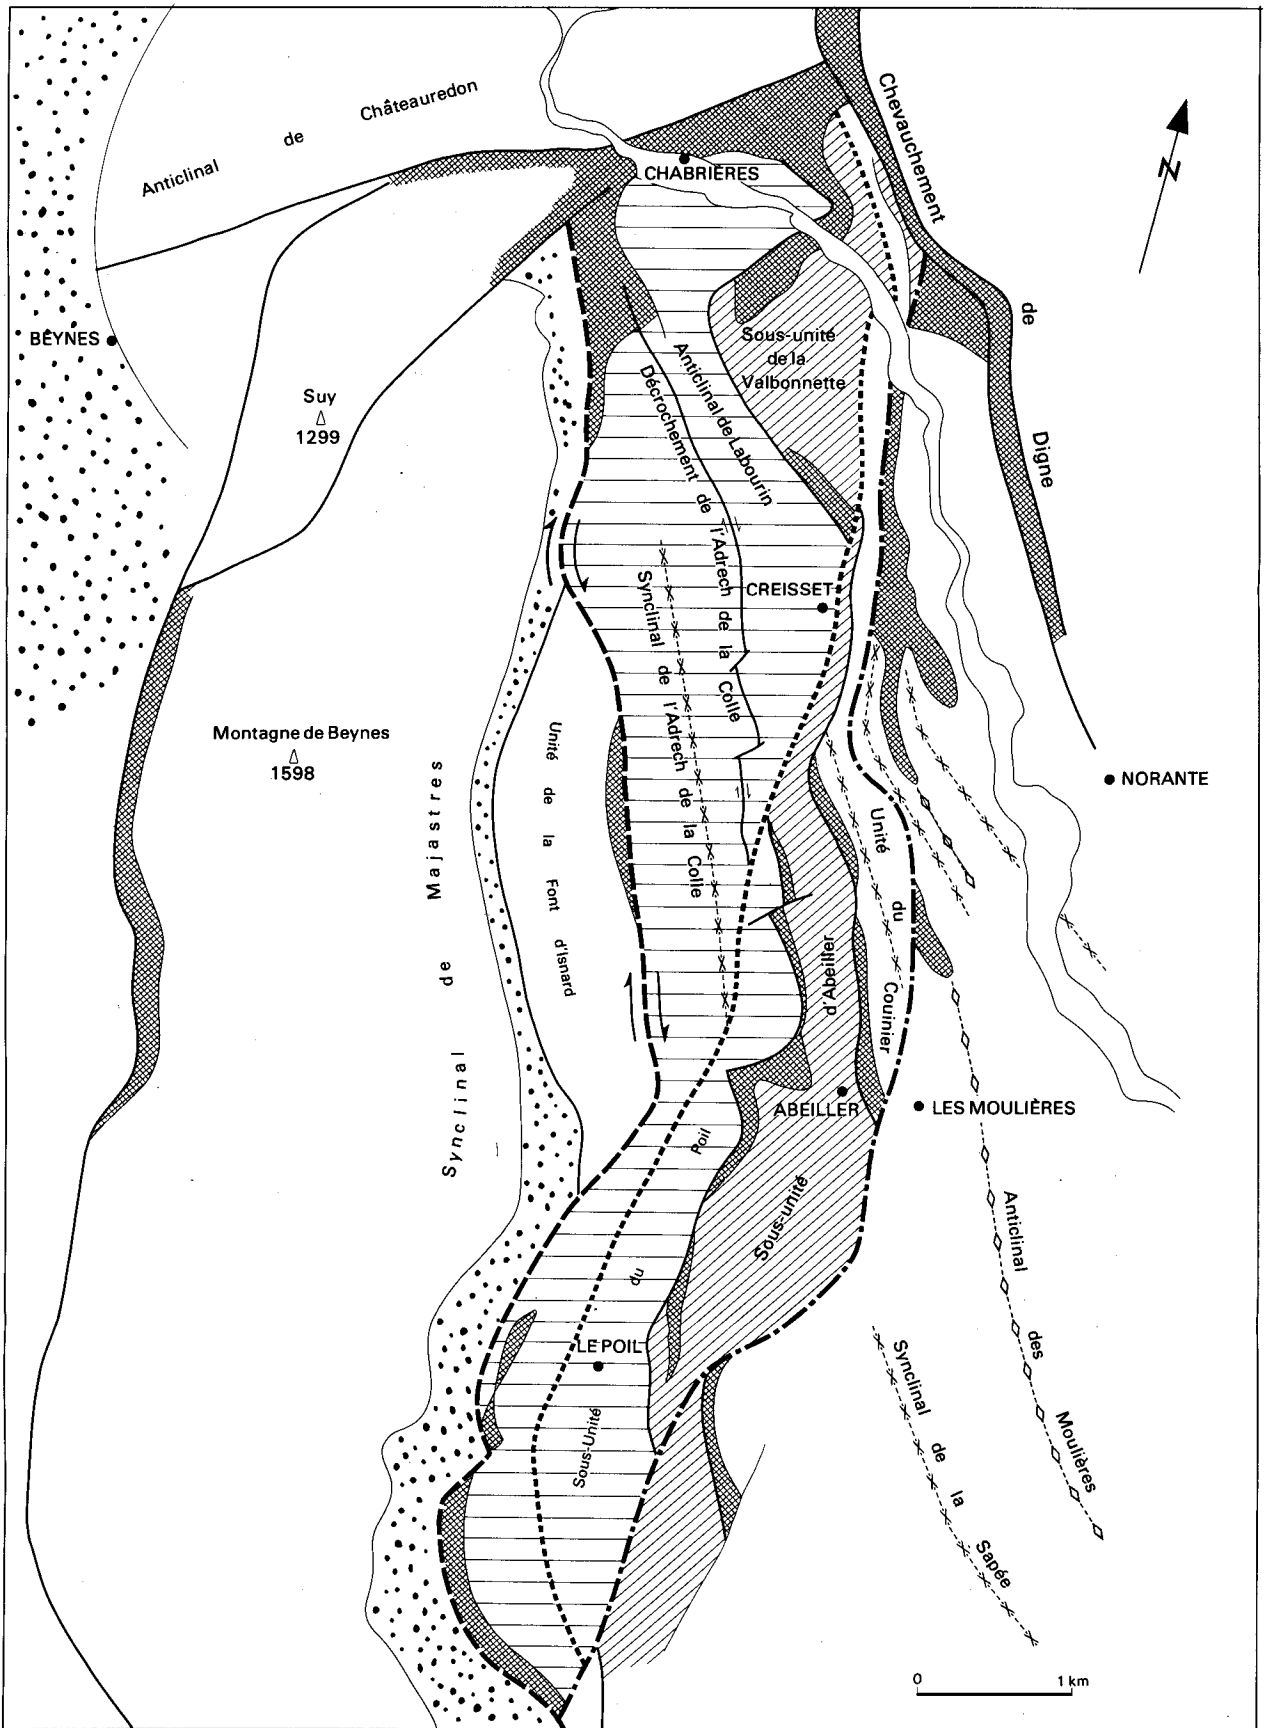 Anticlinal de Châteauredon
Chevauchement de Digne
N
CHABRIÈRES
BEYNES
Suy
1299
Sous-unité
de la
Valbonnette
Anticlinal de Labourin
Décrochement de l'Adrech de la Colle
CREISSET
Synclinal de l'Adrech de la Colle
Montagne de Beynes
1598
Unité de la Font d'Isnard
Synclinal de Majastres
NORANTE
Unité du Couinier
Sous-unité d'Abeiller
ABEILLER
LES MOULIÈRES
Sous-Unité du Poil
LE POIL
Anticlinal des Moulières
Synclinal de la Sapée
0 1 km